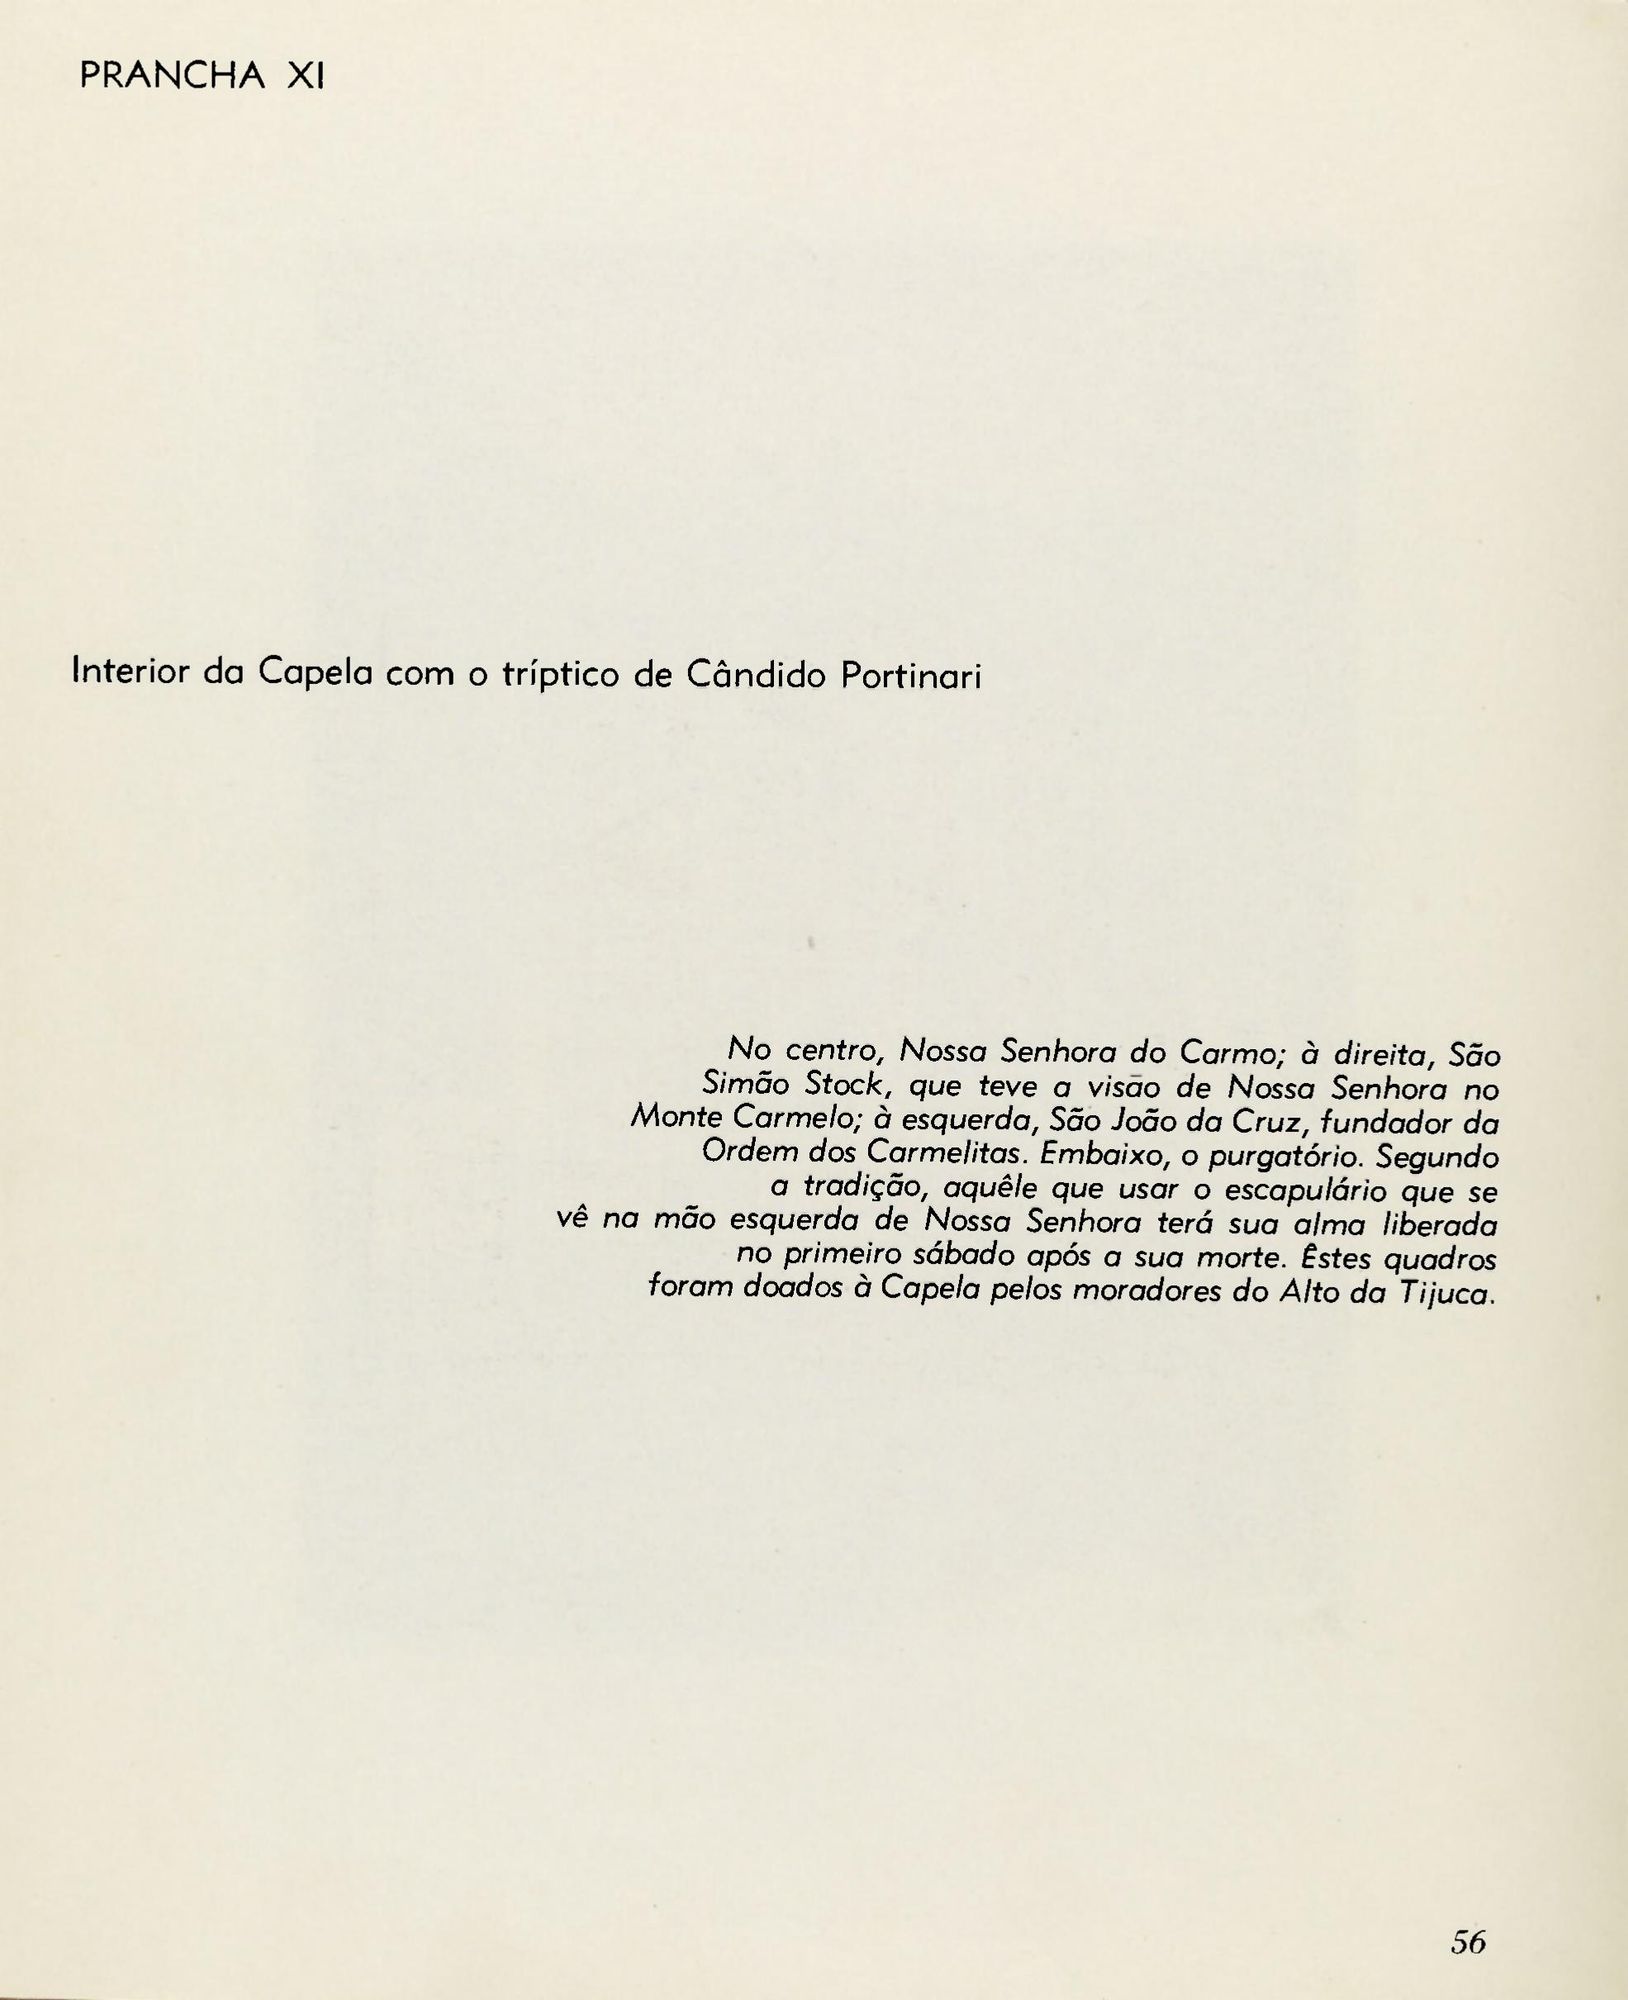 PRANCHA XI
Interior da Capela com o tríptico de Cândido Portinari
No centro, Nossa Senhora do Carmo; à direita, São
Simão Stock, que teve a visão de Nossa Senhora no
Monte Carmelo; à esquerda, São João da Cruz, fundador da
Ordem dos Carmelitas. Embaixo, o purgatório. Segundo
a tradição, aquêle que usar o escapulário que se
vê na mão esquerda de Nossa Senhora terá sua alma liberada
no primeiro sábado após a sua morte. Êstes quadros
foram doados à Capela pelos moradores do Alto da Tijuca.
56